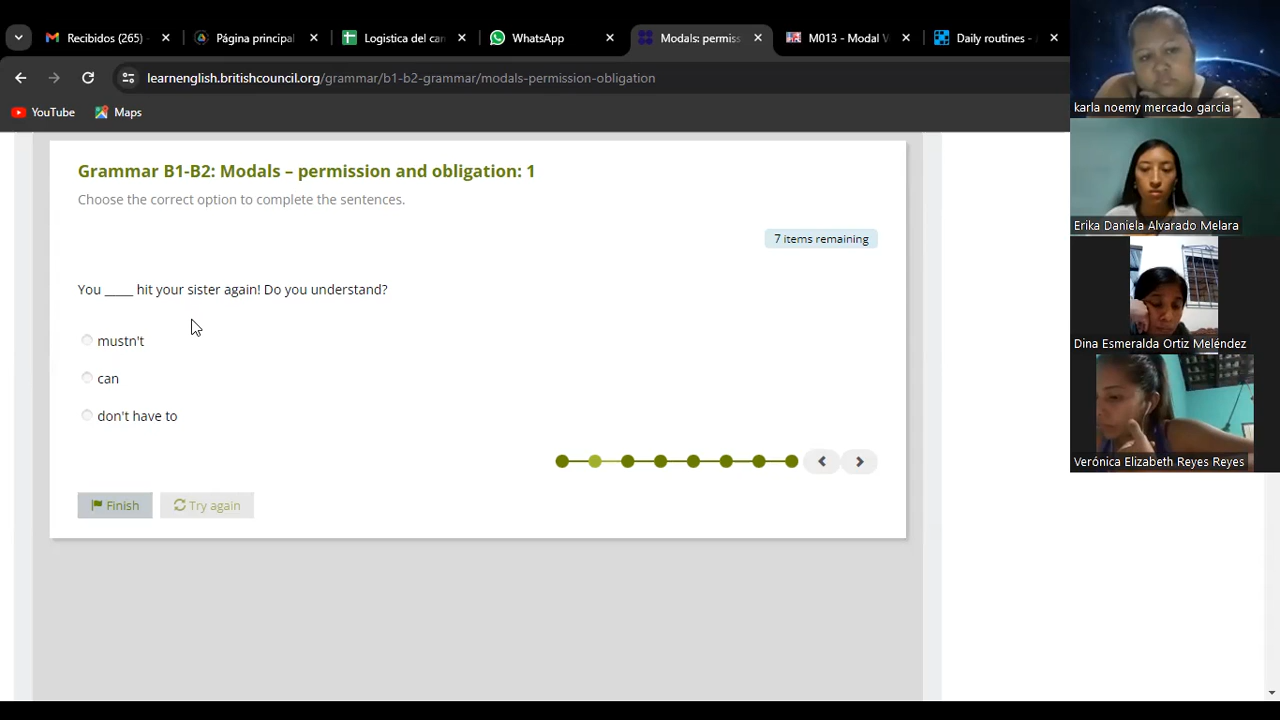 Recibidos (265)
Página principal
Logistica del car
WhatsApp
Modals: permiss
M013 - Modal V
Daily routines -
learnenglish.britishcouncil.org/grammar/b1-b2-grammar/modals-permission-obligation
YouTube
Maps
Grammar B1-B2: Modals – permission and obligation: 1
Choose the correct option to complete the sentences.
7 items remaining
You _____ hit your sister again! Do you understand?
mustn't
can
don't have to
Finish
Try again
karla noemy mercado garcia
Erika Daniela Alvarado Melara
Dina Esmeralda Ortiz Meléndez
Verónica Elizabeth Reyes Reyes